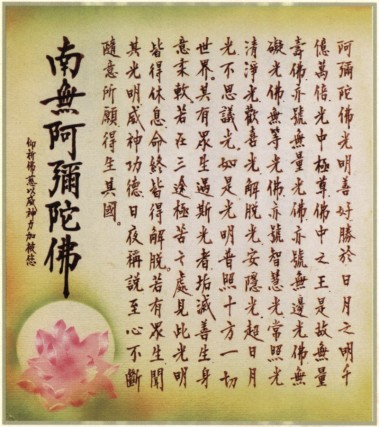 阿彌陀佛光明善好勝於日月之明千
億萬倍光中極尊佛中之王是故無量
壽佛亦號無量光佛亦號無邊光佛無
礙光佛無等光佛亦號智慧光常照光
清淨光歡喜光解脫光安隱光超日月
光不思議光如是光明普照十方一切
世界。其有眾生遇斯光者垢滅善生身
意柔軟若在三途極苦之處見此光明
皆得休息命終皆得解脫。若有眾生聞
其光明威神功德日夜稱說至心不斷
隨意所願得生其國。
南無阿彌陀佛
仰祈佛慈以威神力加被您